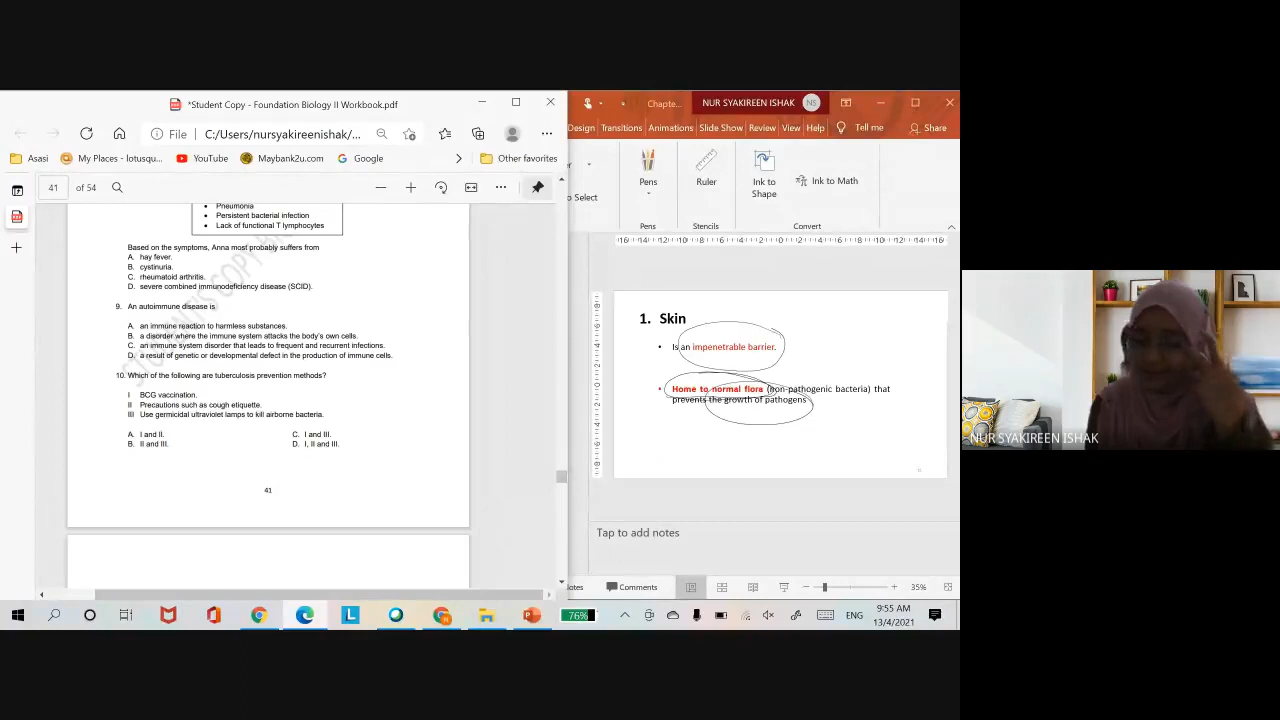 *Student Copy - Foundation Biology II Workbook.pdf
File C:/Users/nursyakireenishak/...
Asasi My Places - lotusqu... YouTube Maybank2u.com Google Other favorites
41 of 54
Pneumonia
Persistent bacterial infection
Lack of functional T lymphocytes
Based on the symptoms, Anna most probably suffers from
A. hay fever.
B. cystinuria.
C. rheumatoid arthritis.
D. severe combined immunodeficiency disease (SCID).
9. An autoimmune disease is
A. an immune reaction to harmless substances.
B. a disorder where the immune system attacks the body's own cells.
C. an immune system disorder that leads to frequent and recurrent infections.
D. a result of genetic or developmental defect in the production of immune cells.
10. Which of the following are tuberculosis prevention methods?
I BCG vaccination.
II Precautions such as cough etiquette.
III Use germicidal ultraviolet lamps to kill airborne bacteria.
A. I and II. C. I and III.
B. II and III. D. I, II and III.
41
Chapte... NUR SYAKIREEN ISHAK NS
Design Transitions Animations Slide Show Review View Help Tell me Share
to Select
Pens Ruler Ink to Shape Ink to Math
Pens Stencils Convert
1. Skin
Is an impenetrable barrier.
Home to normal flora (non-pathogenic bacteria) that
prevents the growth of pathogens
Tap to add notes
Comments 35%
NUR SYAKIREEN ISHAK
76% ENG 9:55 AM
13/4/2021